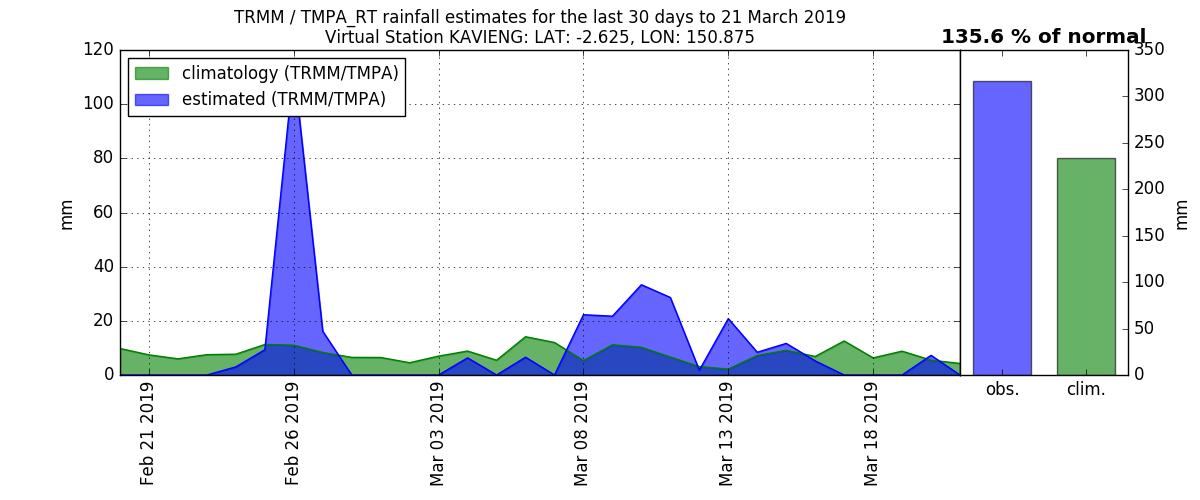 TRMM / TMPA_RT rainfall estimates for the last 30 days to 21 March 2019
Virtual Station KAVIENG: LAT: -2.625, LON: 150.875
135.6 % of normal
climatology (TRMM/TMPA)
estimated (TRMM/TMPA)
120
100
80
60
40
20
0
mm
350
300
250
200
150
100
50
0
mm
Feb 21 2019
Feb 26 2019
Mar 03 2019
Mar 08 2019
Mar 13 2019
Mar 18 2019
obs.
clim.